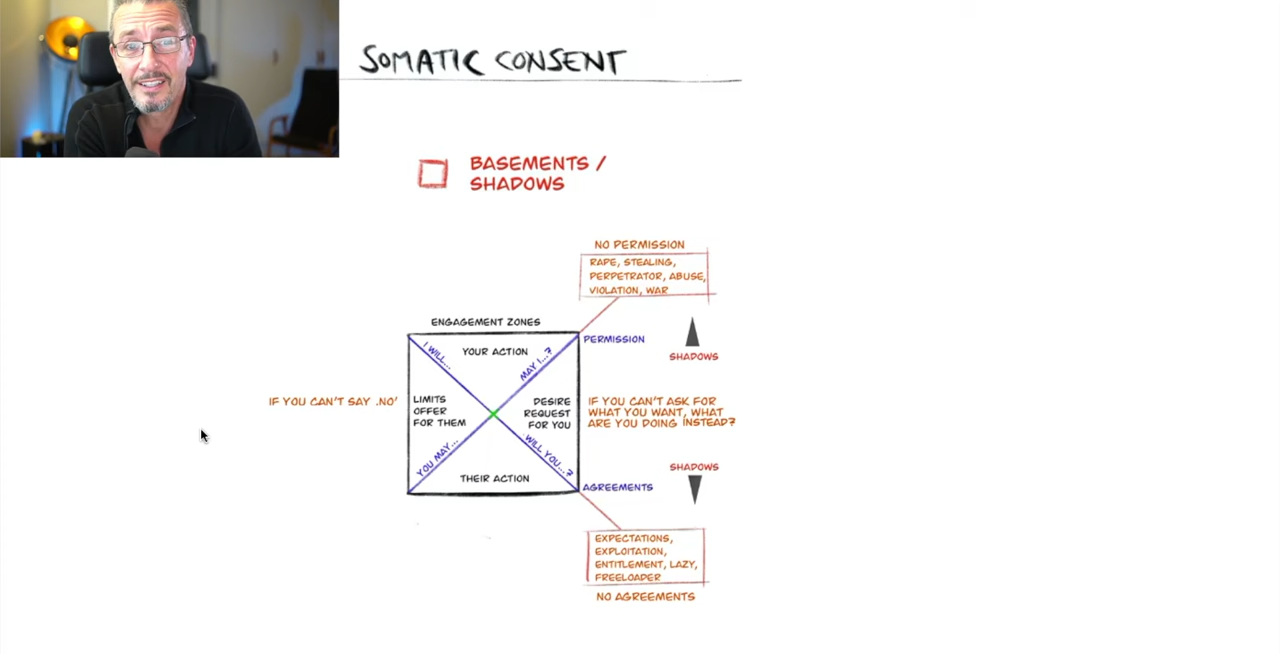 SOMATIC CONSENT
BASEMENTS /
SHADOWS
NO PERMISSION
RAPE, STEALING,
PERPETRATOR, ABUSE,
VIOLATION, WAR
ENGAGEMENT ZONES
PERMISSION
YOUR ACTION
I WILL...
MAY I...?
SHADOWS
IF YOU CAN'T SAY .NO'
LIMITS
OFFER
FOR THEM
DESIRE
REQUEST
FOR YOU
IF YOU CAN'T ASK FOR
WHAT YOU WANT, WHAT
ARE YOU DOING INSTEAD?
YOU MAY...
WILL YOU...?
THEIR ACTION
SHADOWS
AGREEMENTS
EXPECTATIONS,
EXPLOITATION,
ENTITLEMENT, LAZY,
FREELOADER
NO AGREEMENTS